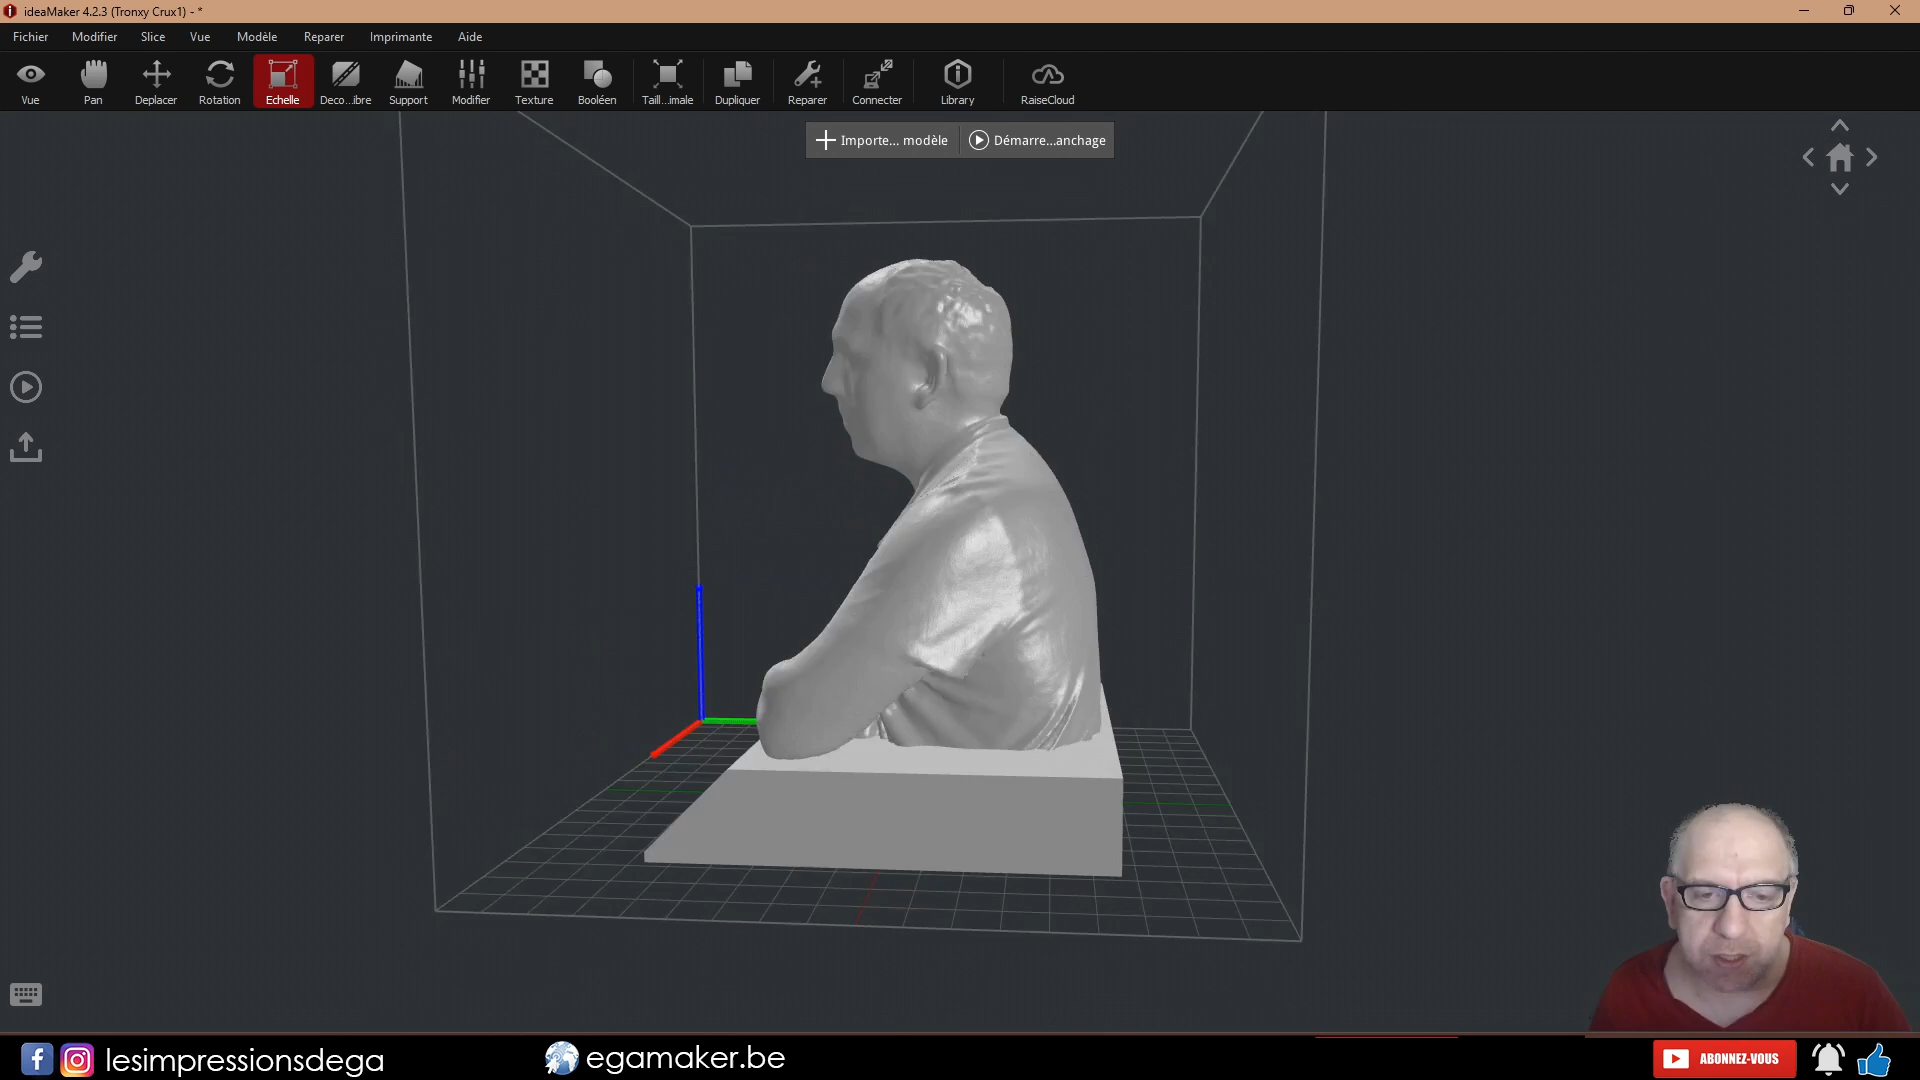 ideaMaker 4.2.3 (Tronxy Crux1) - *
Fichier Modifier Slice Vue Modèle Reparer Imprimante Aide
Vue Pan Deplacer Rotation Echelle Deco...ibre Support Modifier Texture Booléen Taill...imale Dupliquer Reparer Connecter Library RaiseCloud
Importe... modèle Démarre...anchage
lesimpressionsdega egamaker.be ABONNEZ-VOUS